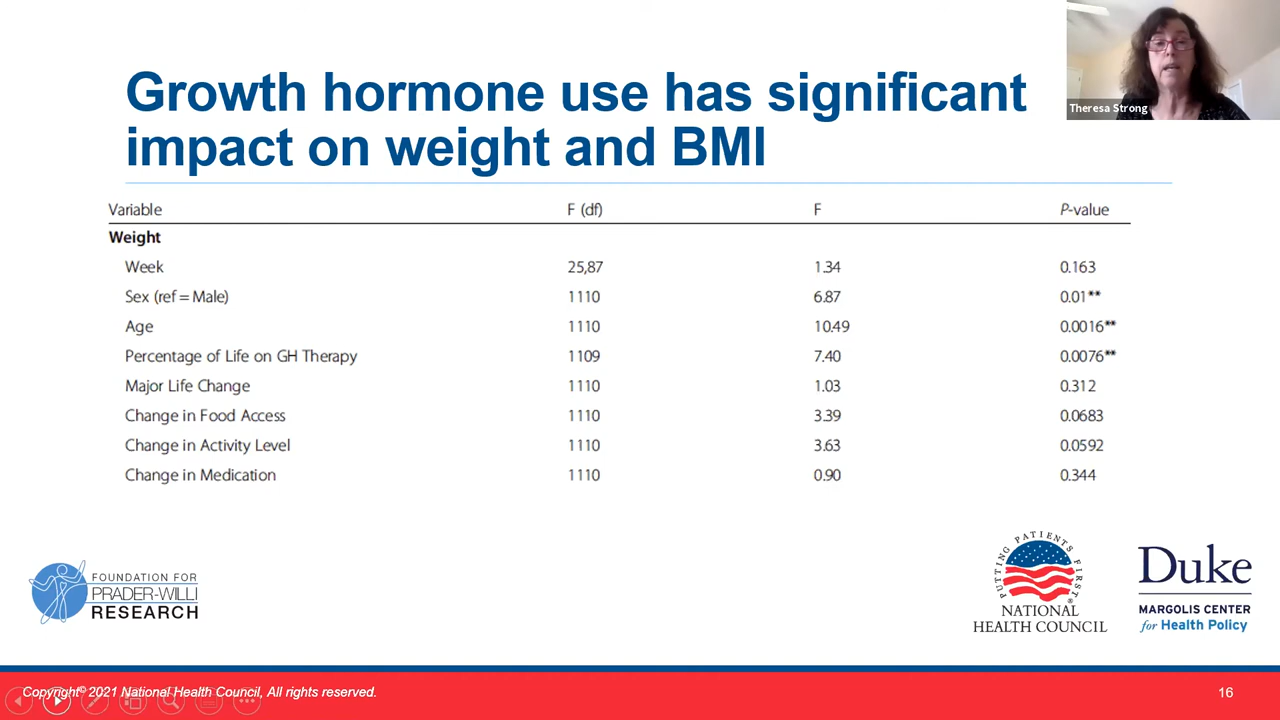 Growth hormone use has significant
impact on weight and BMI
Theresa Strong
Variable F (df) F P-value
Weight
Week 25,87 1.34 0.163
Sex (ref = Male) 1110 6.87 0.01**
Age 1110 10.49 0.0016**
Percentage of Life on GH Therapy 1109 7.40 0.0076**
Major Life Change 1110 1.03 0.312
Change in Food Access 1110 3.39 0.0683
Change in Activity Level 1110 3.63 0.0592
Change in Medication 1110 0.90 0.344
FOUNDATION FOR
PRADER-WILLI
RESEARCH
PUTTING PATIENTS FIRST
®
NATIONAL
HEALTH COUNCIL
Duke
MARGOLIS CENTER
for Health Policy
Copyright© 2021 National Health Council, All rights reserved.
16